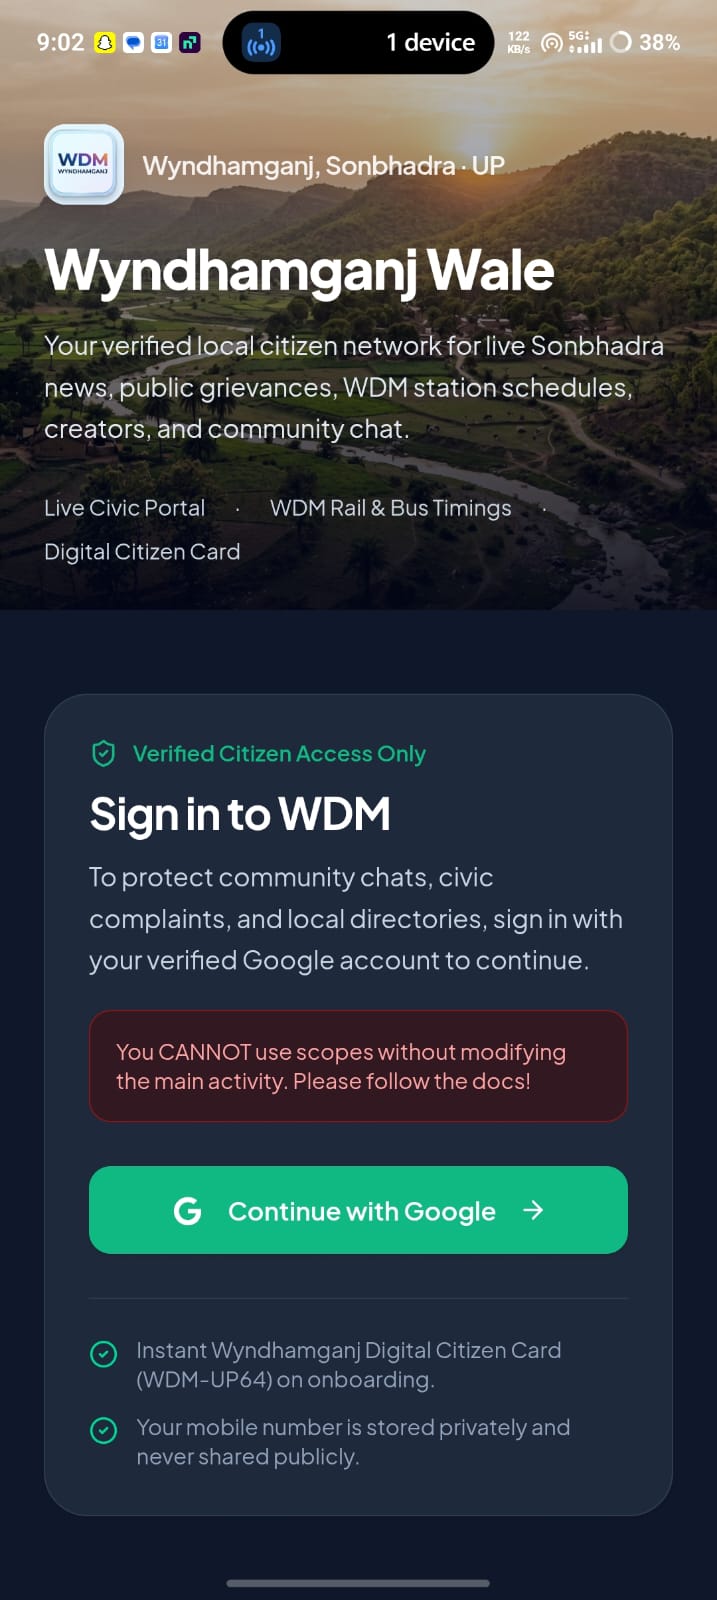 9:02
31
1
1 device
122
KB/s
5G
38%
WDM
WYNDHAMGANJ
Wyndhamganj, Sonbhadra · UP
Wyndhamganj Wale
Your verified local citizen network for live Sonbhadra
news, public grievances, WDM station schedules,
creators, and community chat.
Live Civic Portal · WDM Rail & Bus Timings ·
Digital Citizen Card
Verified Citizen Access Only
Sign in to WDM
To protect community chats, civic
complaints, and local directories, sign in with
your verified Google account to continue.
You CANNOT use scopes without modifying
the main activity. Please follow the docs!
G Continue with Google →
Instant Wyndhamganj Digital Citizen Card
(WDM-UP64) on onboarding.
Your mobile number is stored privately and
never shared publicly.